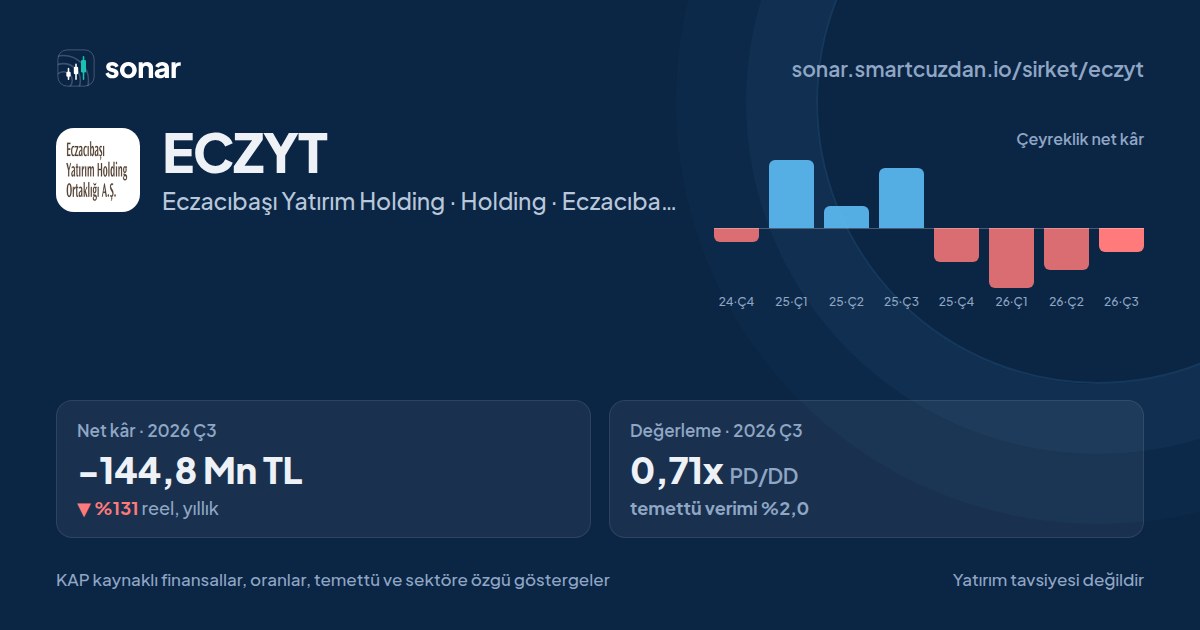 sonar
sonar.smartcuzdan.io/sirket/eczyt
Eczacıbaşı
Yatırım Holding
Ortaklığı A.Ş.
ECZYT
Eczacıbaşı Yatırım Holding · Holding · Eczacıba...
Çeyreklik net kâr
24·Ç4 25·Ç1 25·Ç2 25·Ç3 25·Ç4 26·Ç1 26·Ç2 26·Ç3
Net kâr · 2026 Ç3
-144,8 Mn TL
▼ %131 reel, yıllık
Değerleme · 2026 Ç3
0,71x PD/DD
temettü verimi %2,0
KAP kaynaklı finansallar, oranlar, temettü ve sektöre özgü göstergeler
Yatırım tavsiyesi değildir